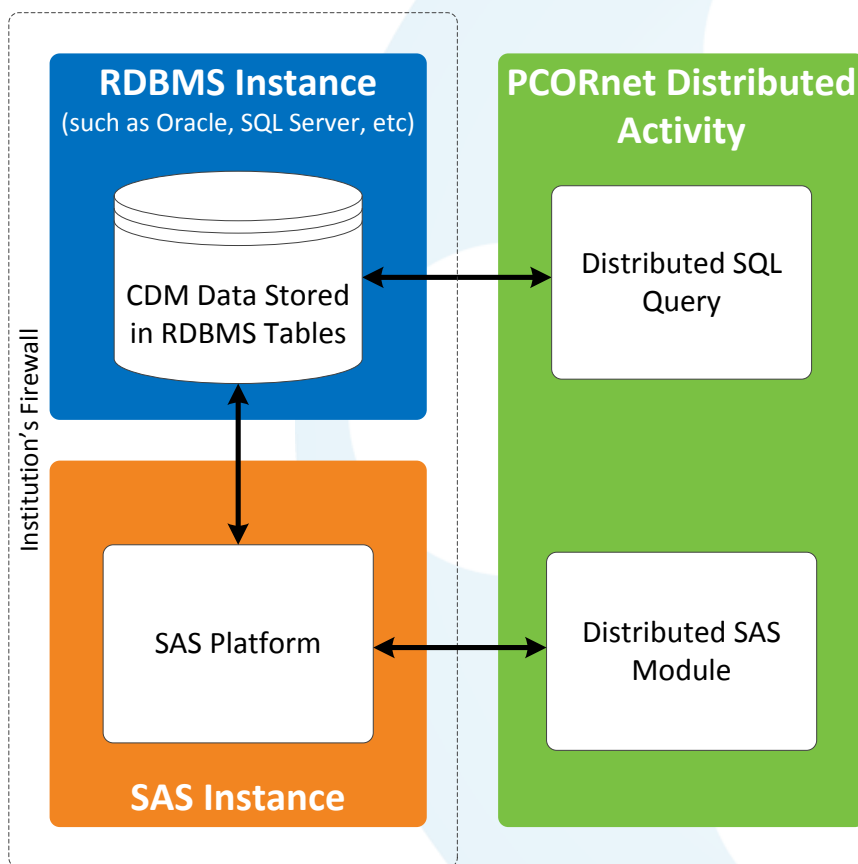 RDBMS Instance
(such as Oracle, SQL Server, etc)
CDM Data Stored
in RDBMS Tables
Institution’s Firewall
SAS Platform
SAS Instance
PCORnet Distributed
Activity
Distributed SQL
Query
Distributed SAS
Module